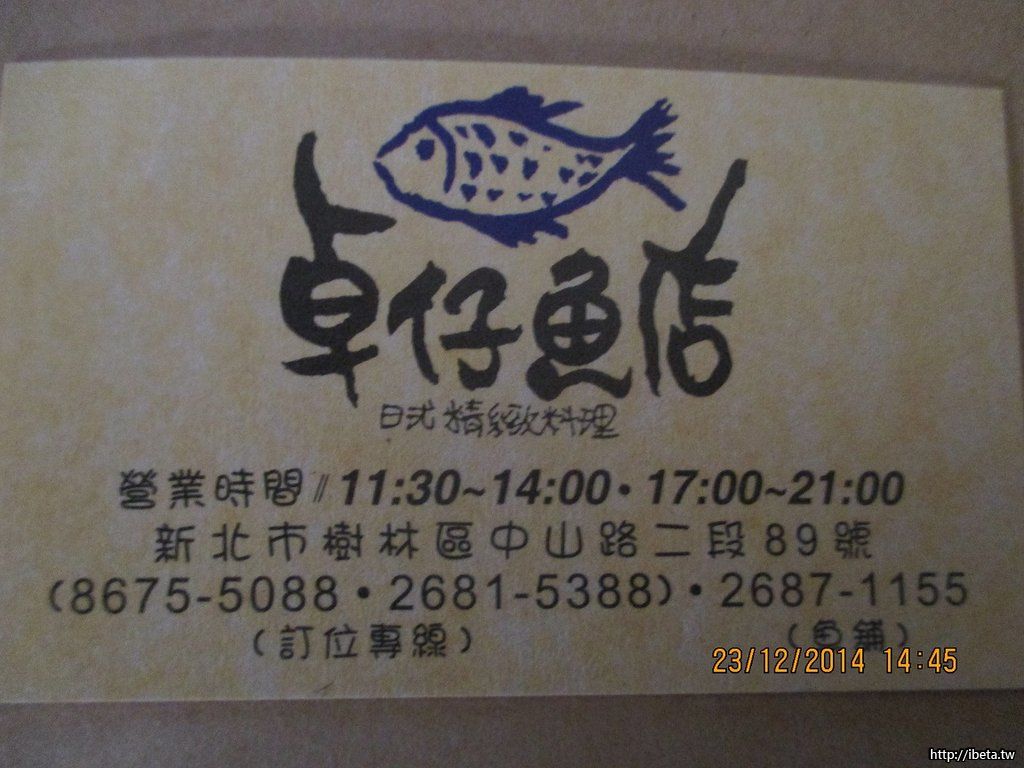 卓仔魚店
日式精緻料理
營業時間//11:30~14:00•17:00~21:00
新北市樹林區中山路二段89號
(8675-5088•2681-5388)•2687-1155
(訂位專線) (魚舖)
23/12/2014 14:45
http://ibeta.tw